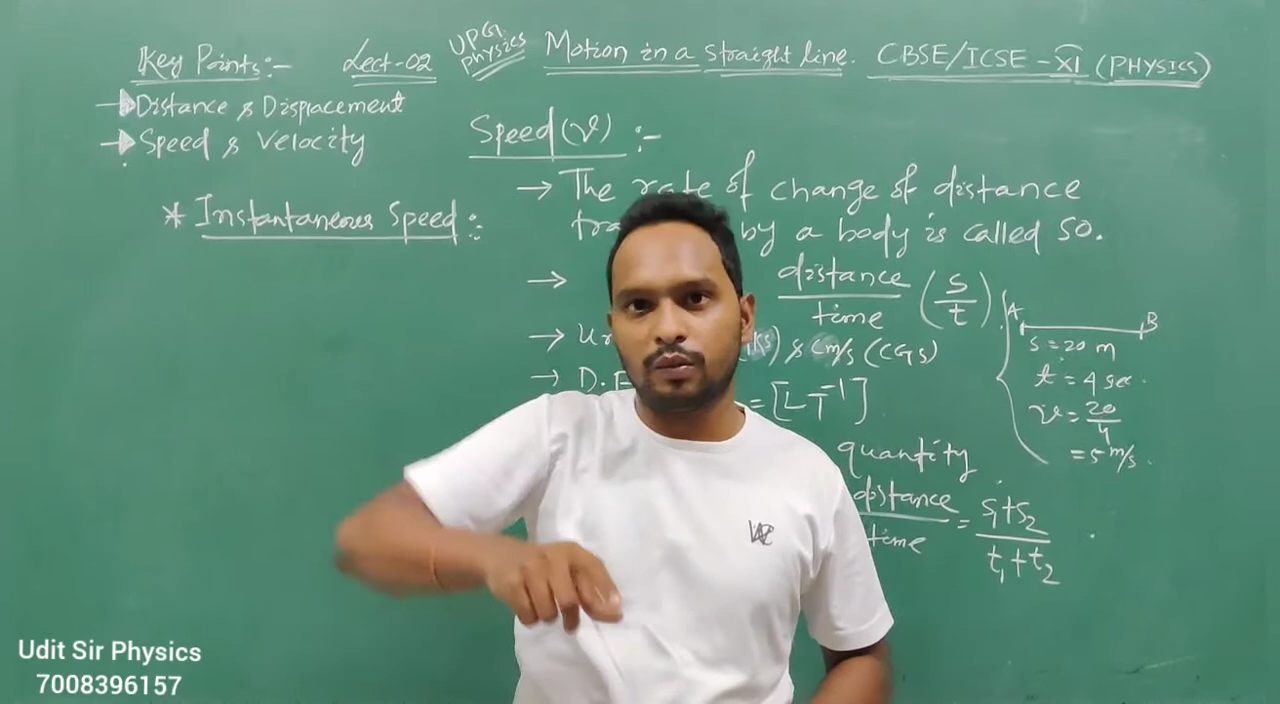 Key Points:-
Lect-02
UPG
Physics
Motion in a straight line.
CBSE/ICSE - XI (PHYSICS)
→ Distance & Displacement
→ Speed & Velocity
* Instantaneous Speed :-
Speed (v) :-
→ The rate of change of distance
by a body is called so.
→ distance/time (s/t)
→ & cm/s (CGS)
→ D.F = [LT⁻¹]
quantity
distance/time = s₁+s₂/t₁+t₂
A B
s = 20 m
t = 4 sec.
v = 20/4
= 5 m/s.
Udit Sir Physics
7008396157